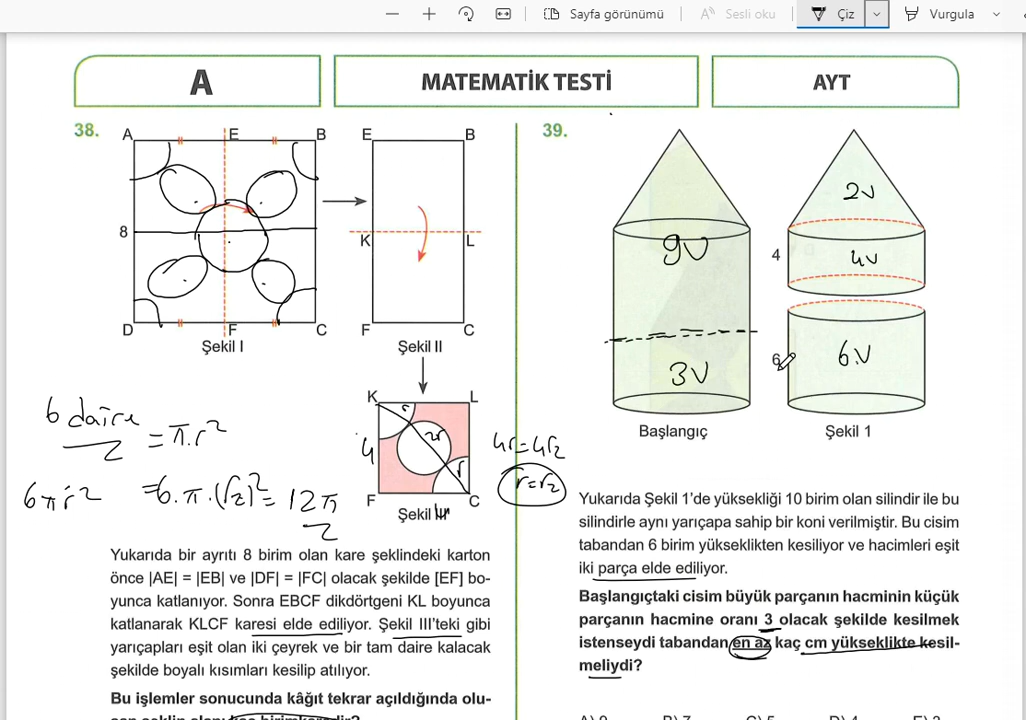 Sayfa görünümü
Sesli oku
Çiz
Vurgula
A
MATEMATİK TESTİ
AYT
38.
A E B
8
D F C
Şekil I
E B
K L
F C
Şekil II
K L
r
2r
r
4
F C
Şekil III
6 daire = π.r²
6πr² = 6.π.(√2)² = 12π
4r=4√2
r=√2
Yukarıda bir ayrıtı 8 birim olan kare şeklindeki karton
önce |AE| = |EB| ve |DF| = |FC| olacak şekilde [EF] bo-
yunca katlanıyor. Sonra EBCF dikdörtgeni KL boyunca
katlanarak KLCF karesi elde ediliyor. Şekil III'teki gibi
yarıçapları eşit olan iki çeyrek ve bir tam daire kalacak
şekilde boyalı kısımları kesilip atılıyor.
Bu işlemler sonucunda kâğıt tekrar açıldığında olu-
39.
9V
3V
Başlangıç
2V
4
4V
6
6V
Şekil 1
Yukarıda Şekil 1'de yüksekliği 10 birim olan silindir ile bu
silindirle aynı yarıçapa sahip bir koni verilmiştir. Bu cisim
tabandan 6 birim yükseklikten kesiliyor ve hacimleri eşit
iki parça elde ediliyor.
Başlangıçtaki cisim büyük parçanın hacminin küçük
parçanın hacmine oranı 3 olacak şekilde kesilmek
istenseydi tabandan en az kaç cm yükseklikte kesil-
meliydi?